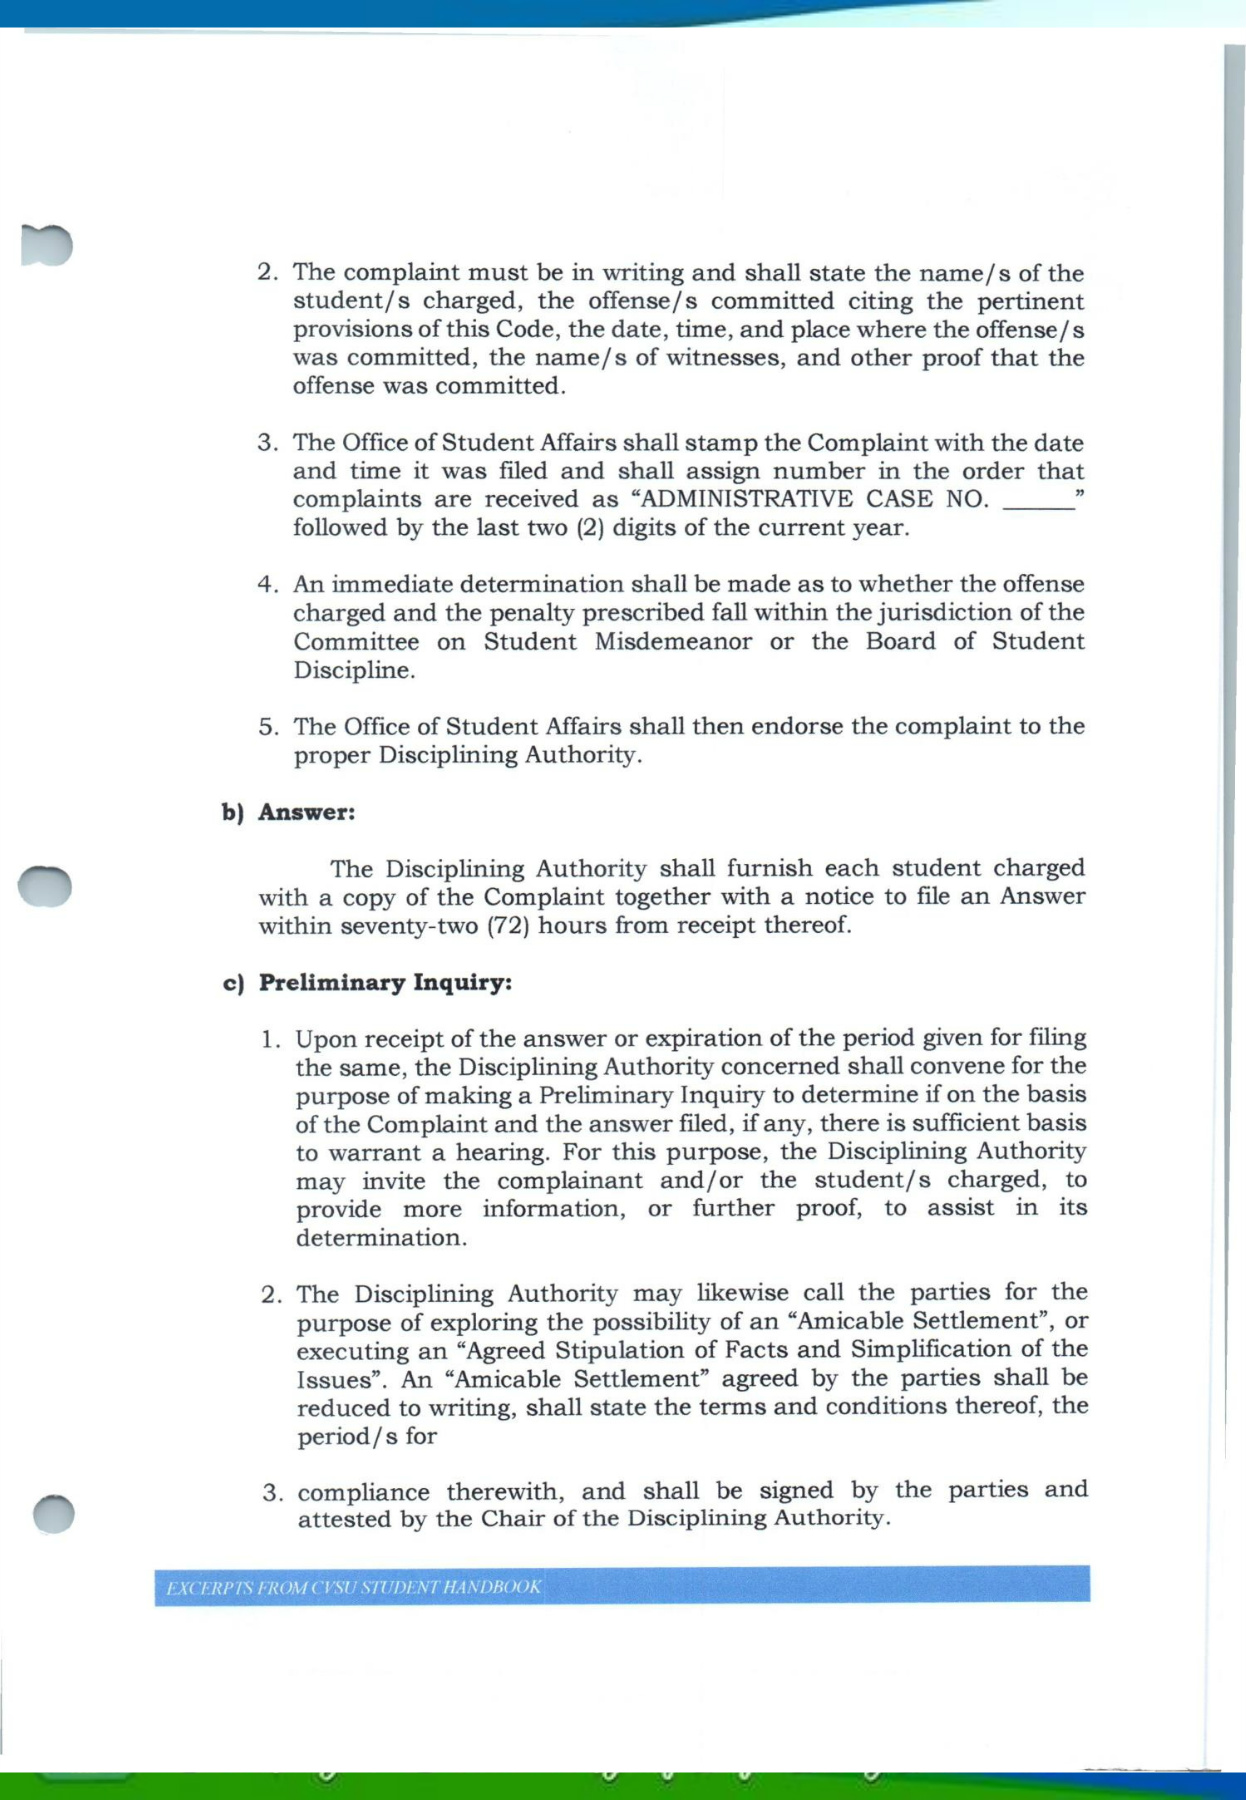 2. The complaint must be in writing and shall state the name/s of the
student/s charged, the offense/s committed citing the pertinent
provisions of this Code, the date, time, and place where the offense/s
was committed, the name/s of witnesses, and other proof that the
offense was committed.
3. The Office of Student Affairs shall stamp the Complaint with the date
and time it was filed and shall assign number in the order that
complaints are received as “ADMINISTRATIVE CASE NO. ______”
followed by the last two (2) digits of the current year.
4. An immediate determination shall be made as to whether the offense
charged and the penalty prescribed fall within the jurisdiction of the
Committee on Student Misdemeanor or the Board of Student
Discipline.
5. The Office of Student Affairs shall then endorse the complaint to the
proper Disciplining Authority.
b) Answer:
The Disciplining Authority shall furnish each student charged
with a copy of the Complaint together with a notice to file an Answer
within seventy-two (72) hours from receipt thereof.
c) Preliminary Inquiry:
1. Upon receipt of the answer or expiration of the period given for filing
the same, the Disciplining Authority concerned shall convene for the
purpose of making a Preliminary Inquiry to determine if on the basis
of the Complaint and the answer filed, if any, there is sufficient basis
to warrant a hearing. For this purpose, the Disciplining Authority
may invite the complainant and/or the student/s charged, to
provide more information, or further proof, to assist in its
determination.
2. The Disciplining Authority may likewise call the parties for the
purpose of exploring the possibility of an “Amicable Settlement”, or
executing an “Agreed Stipulation of Facts and Simplification of the
Issues”. An “Amicable Settlement” agreed by the parties shall be
reduced to writing, shall state the terms and conditions thereof, the
period/s for
3. compliance therewith, and shall be signed by the parties and
attested by the Chair of the Disciplining Authority.
EXCERPTS FROM CVSU STUDENT HANDBOOK